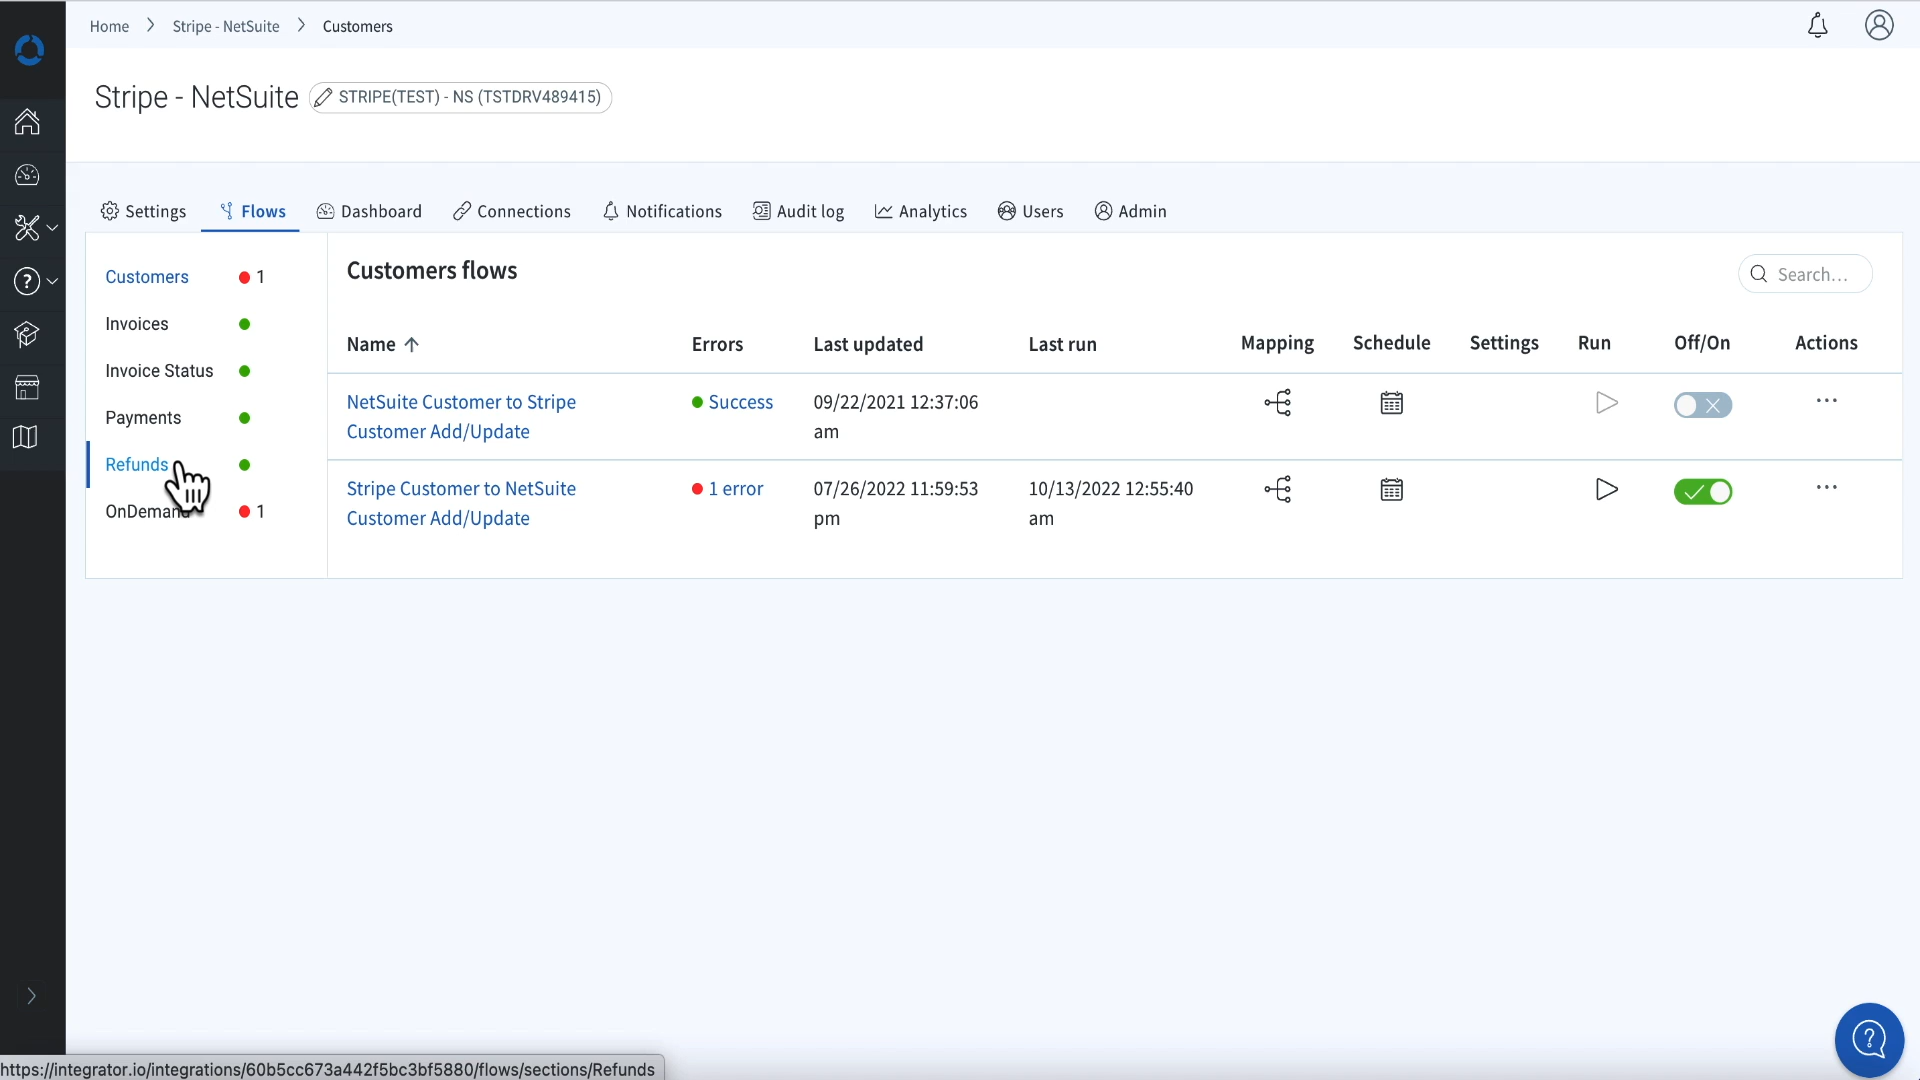 Home > Stripe - NetSuite > Customers
Stripe - NetSuite STRIPE(TEST) - NS (TSTDRV489415)
Settings Flows Dashboard Connections Notifications Audit log Analytics Users Admin
Customers 1
Invoices
Invoice Status
Payments
Refunds
OnDemand 1
Customers flows
Search...
Name Errors Last updated Last run Mapping Schedule Settings Run Off/On Actions
NetSuite Customer to Stripe Success 09/22/2021 12:37:06
Customer Add/Update am
Stripe Customer to NetSuite 1 error 07/26/2022 11:59:53 10/13/2022 12:55:40
Customer Add/Update pm am
https://integrator.io/integrations/60b5cc673a442f5bc3bf5880/flows/sections/Refunds